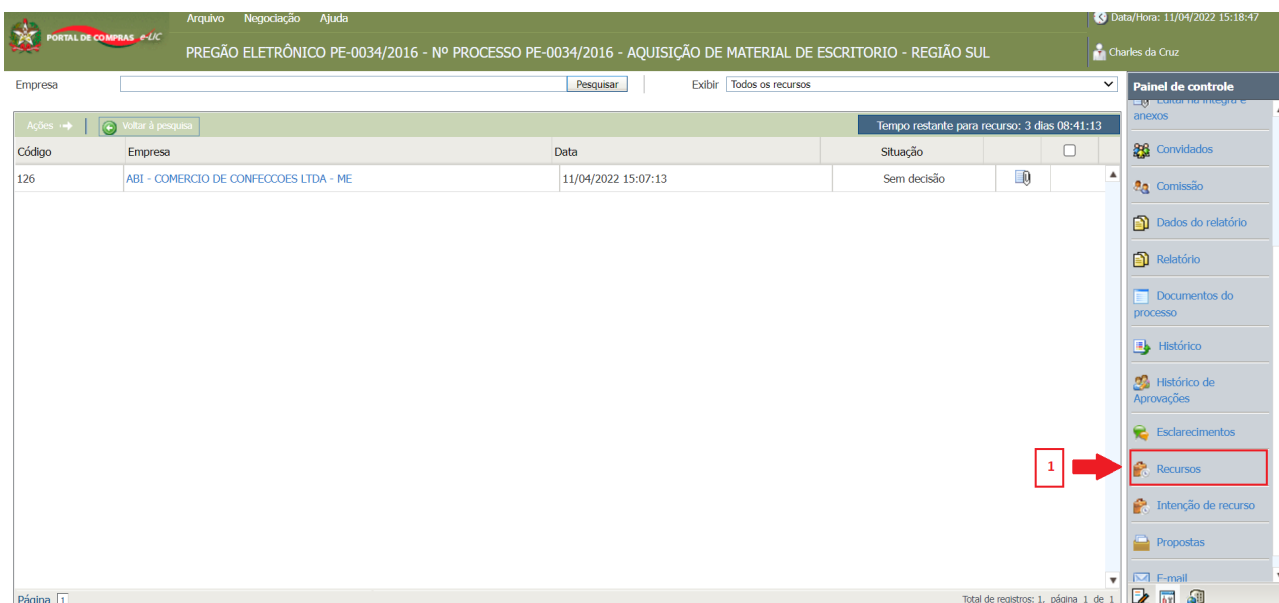 Arquivo Negociação Ajuda
Data/Hora: 11/04/2022 15:18:47
PORTAL DE COMPRAS e-LIC
PREGÃO ELETRÔNICO PE-0034/2016 - Nº PROCESSO PE-0034/2016 - AQUISIÇÃO DE MATERIAL DE ESCRITORIO - REGIÃO SUL
Charles da Cruz
Empresa Pesquisar Exibir Todos os recursos
Ações Voltar à pesquisa Tempo restante para recurso: 3 dias 08:41:13
Código Empresa Data Situação
126 ABI - COMERCIO DE CONFECCOES LTDA - ME 11/04/2022 15:07:13 Sem decisão
Painel de controle
Edital na íntegra e
anexos
Convidados
Comissão
Dados do relatório
Relatório
Documentos do
processo
Histórico
Histórico de
Aprovações
Esclarecimentos
1 Recursos
Intenção de recurso
Propostas
E-mail
Página 1 Total de registros: 1, página 1 de 1